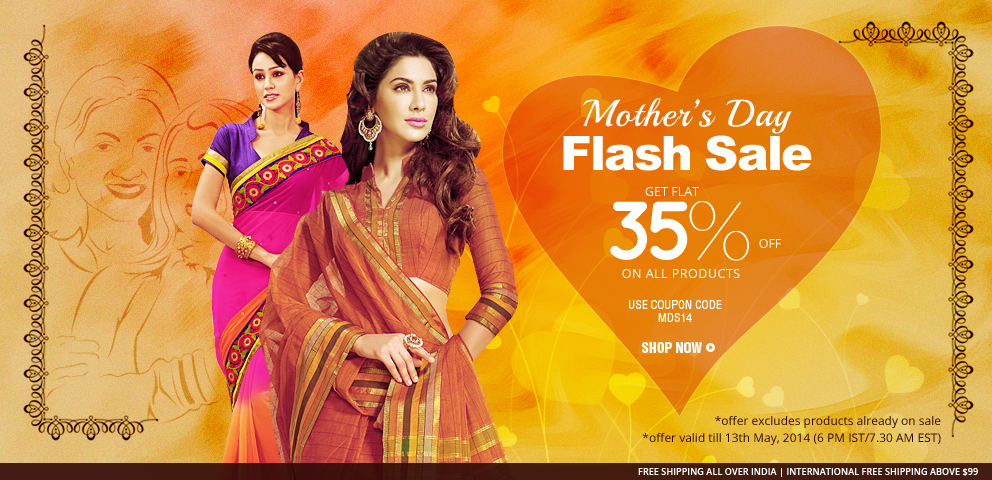 Mother's Day
Flash Sale
GET FLAT
35% OFF
ON ALL PRODUCTS
USE COUPON CODE
MDS14
SHOP NOW
*offer excludes products already on sale
*offer valid till 13th May, 2014 (6 PM IST/7.30 AM EST)
FREE SHIPPING ALL OVER INDIA | INTERNATIONAL FREE SHIPPING ABOVE $99